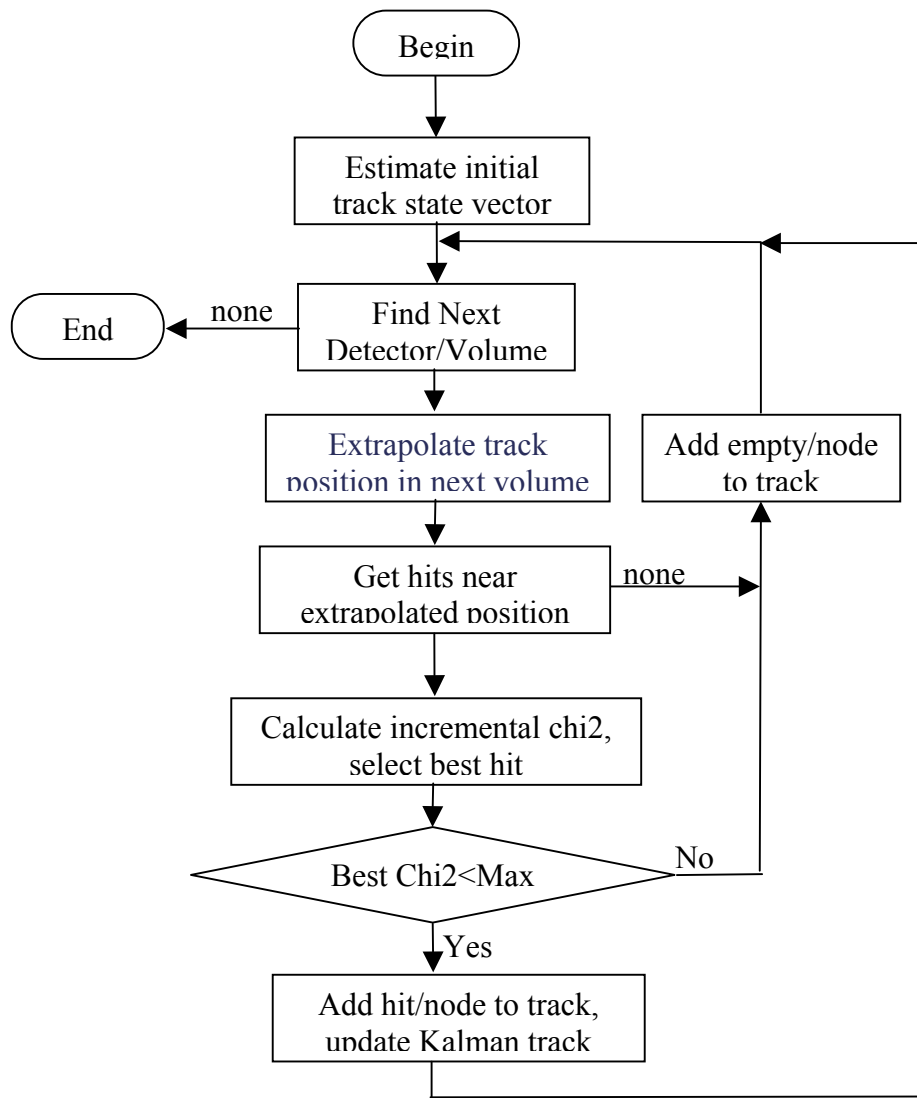 Begin
Estimate initial
track state vector
none
End
Find Next
Detector/Volume
Extrapolate track
position in next volume
Add empty/node
to track
Get hits near
extrapolated position
none
Calculate incremental chi2,
select best hit
Best Chi2<Max
No
Yes
Add hit/node to track,
update Kalman track